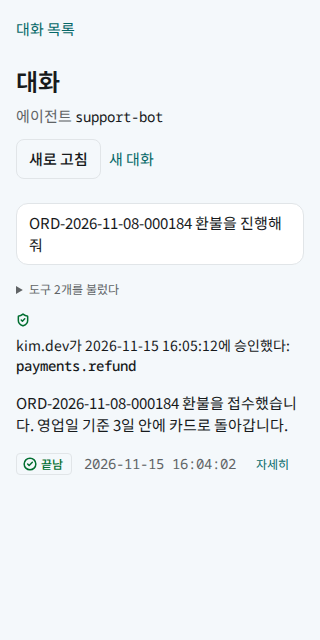 대화 목록
대화
에이전트 support-bot
새로 고침 새 대화
ORD-2026-11-08-000184 환불을 진행해
줘
도구 2개를 불렀다
kim.dev가 2026-11-15 16:05:12에 승인했다:
payments.refund
ORD-2026-11-08-000184 환불을 접수했습니
다. 영업일 기준 3일 안에 카드로 돌아갑니다.
끝남 2026-11-15 16:04:02 자세히